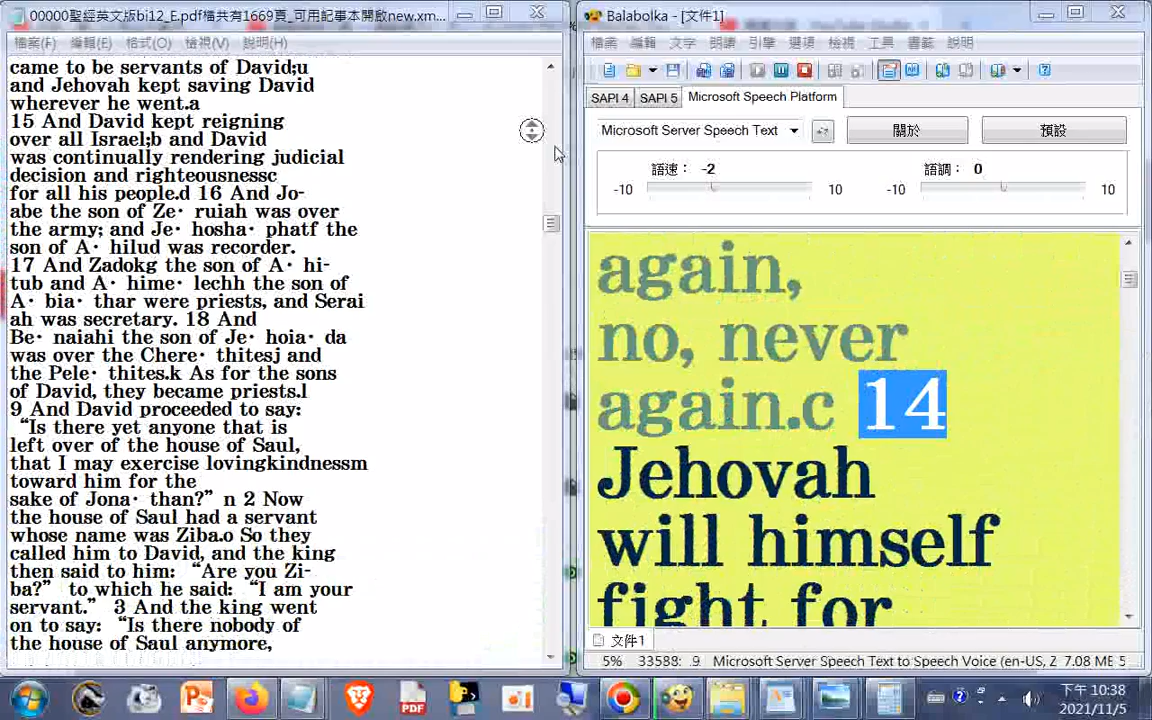 00000聖經英文版bi12_E.pdf檔共有1669頁_可用記事本開啟new.xm...
檔案(F) 編輯(E) 格式(O) 檢視(V) 說明(H)
came to be servants of David;u
and Jehovah kept saving David
wherever he went.a
15 And David kept reigning
over all Israel;b and David
was continually rendering judicial
decision and righteousnessc
for all his people.d 16 And Jo-
abe the son of Ze‧ ruiah was over
the army; and Je‧ hosha‧ phatf the
son of A‧ hilud was recorder.
17 And Zadokg the son of A‧ hi-
tub and A‧ hime‧ lechh the son of
A‧ bia‧ thar were priests, and Serai
ah was secretary. 18 And
Be‧ naiahi the son of Je‧ hoia‧ da
was over the Chere‧ thitesj and
the Pele‧ thites.k As for the sons
of David, they became priests.l
9 And David proceeded to say:
“Is there yet anyone that is
left over of the house of Saul,
that I may exercise lovingkindnessm
toward him for the
sake of Jona‧ than?” n 2 Now
the house of Saul had a servant
whose name was Ziba.o So they
called him to David, and the king
then said to him: “Are you Zi-
ba?” to which he said: “I am your
servant.” 3 And the king went
on to say: “Is there nobody of
the house of Saul anymore,
Balabolka - [文件1]
檔案 編輯 文字 朗讀 引擎 選項 檢視 工具 書籤 說明
SAPI 4 SAPI 5 Microsoft Speech Platform
Microsoft Server Speech Text 關於 預設
語速: -2 語調: 0
-10 10 -10 10
again,
no, never
again.c 14
Jehovah
will himself
fight for
文件1
5% 33588: .9 Microsoft Server Speech Text to Speech Voice (en-US, Z 7.08 MB 5
PDF
下午 10:38
2021/11/5